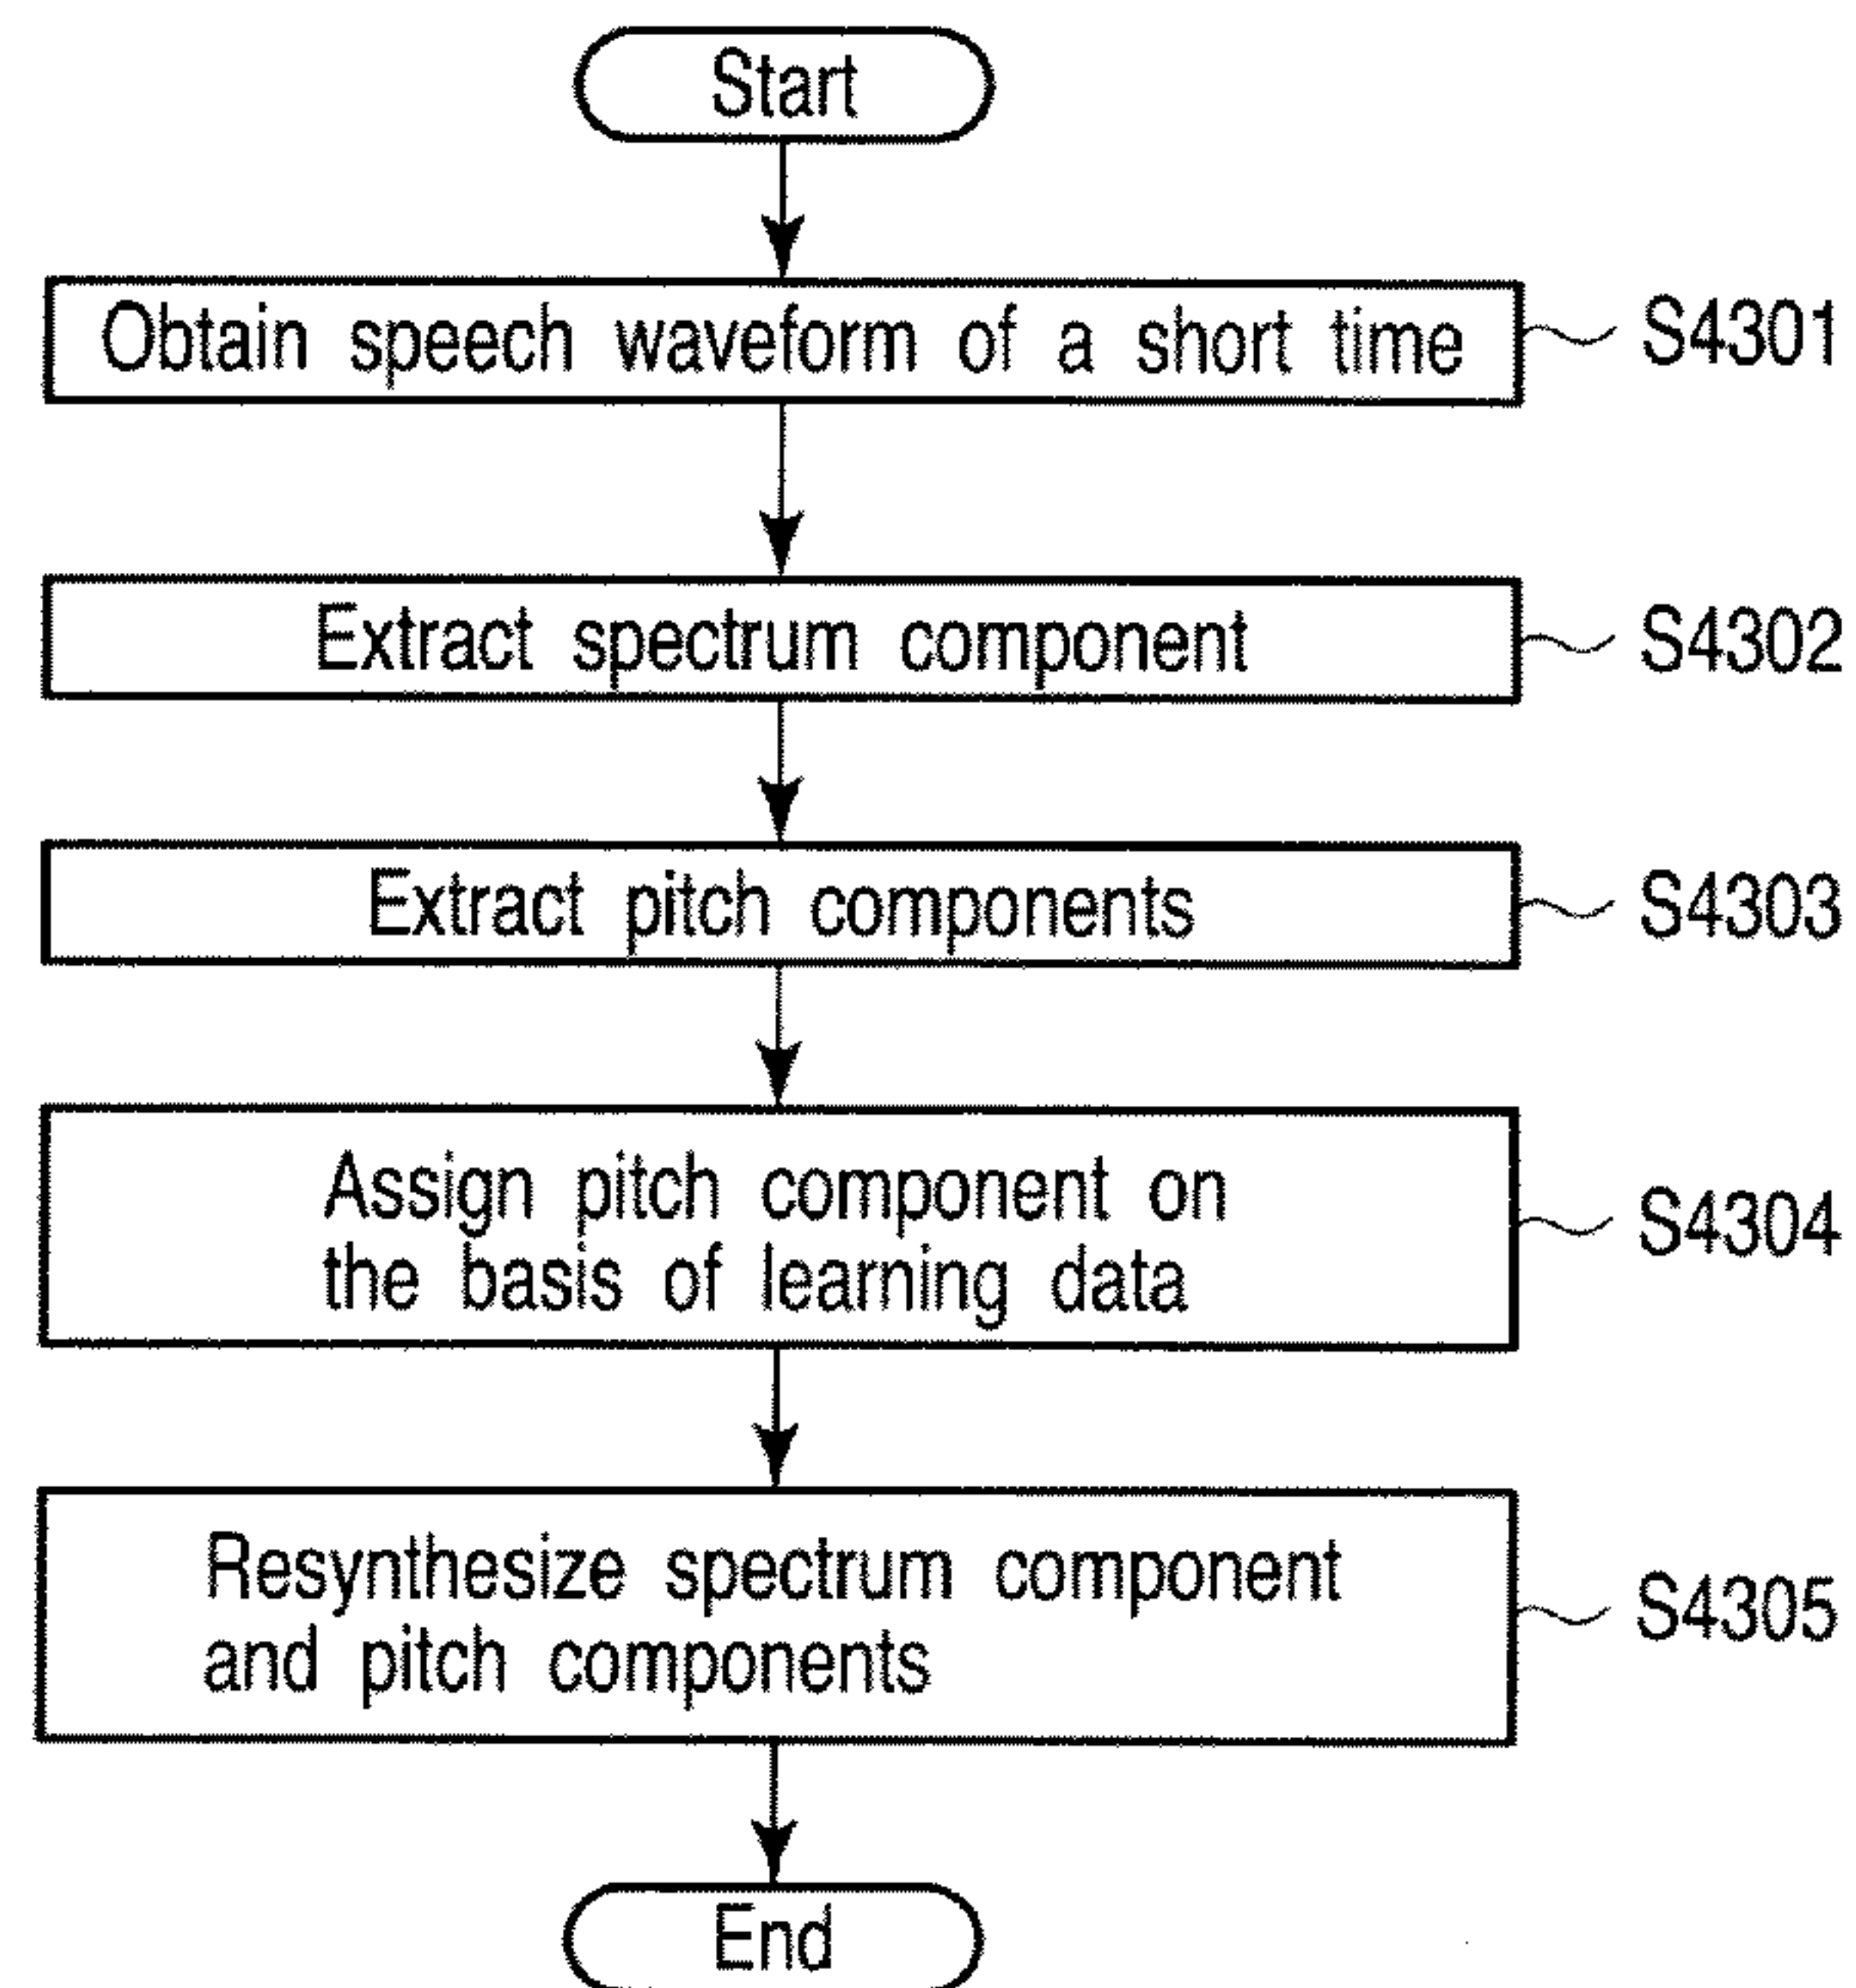 Start
Obtain speech waveform of a short time
S4301
Extract spectrum component
S4302
Extract pitch components
S4303
Assign pitch component on
the basis of learning data
S4304
Resynthesize spectrum component
and pitch components
S4305
End